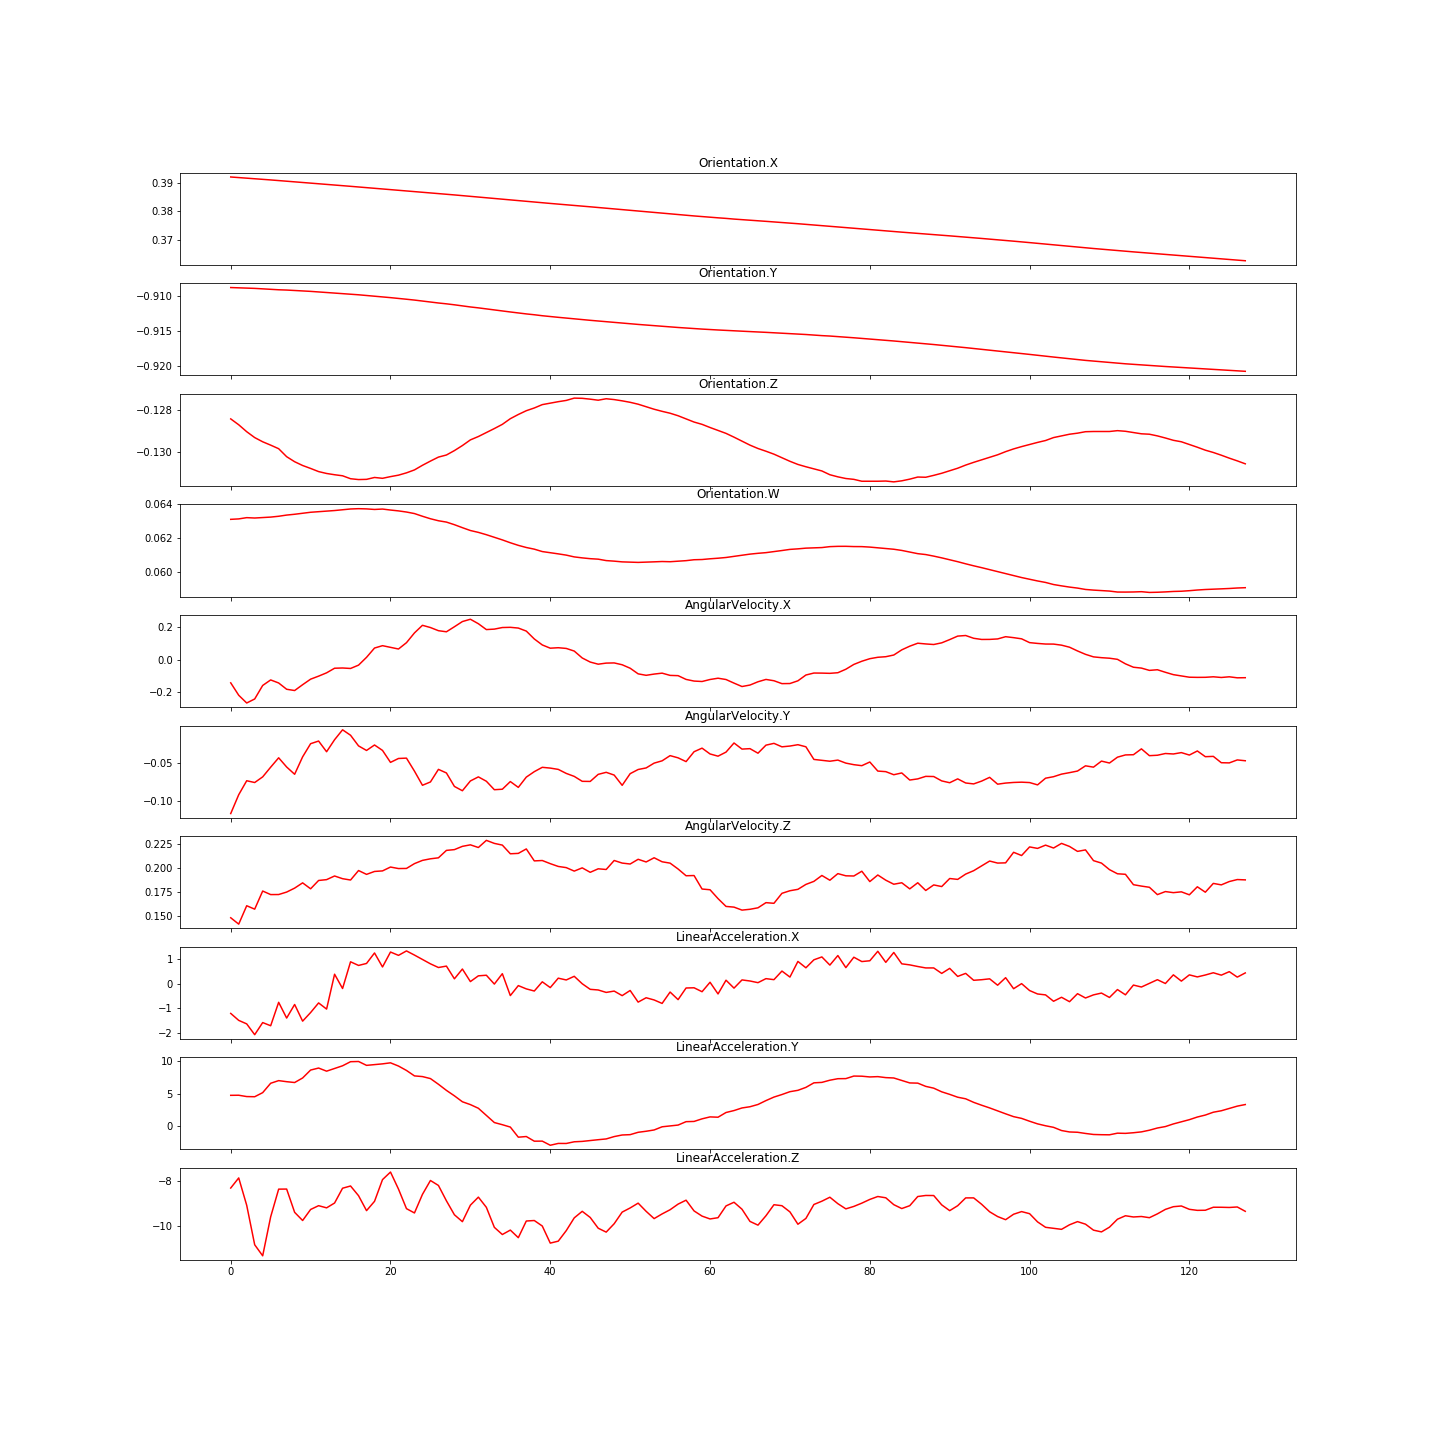 Orientation.X
0.39
0.38
0.37
Orientation.Y
−0.910
−0.915
−0.920
Orientation.Z
−0.128
−0.130
Orientation.W
0.064
0.062
0.060
AngularVelocity.X
0.2
0.0
−0.2
AngularVelocity.Y
−0.05
−0.10
AngularVelocity.Z
0.225
0.200
0.175
0.150
LinearAcceleration.X
1
0
−1
−2
LinearAcceleration.Y
10
5
0
LinearAcceleration.Z
−8
−10
0 20 40 60 80 100 120